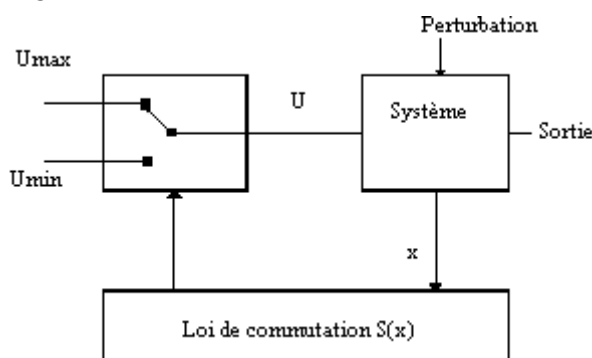 Perturbation
Umax
U
Système
Sortie
Umin
x
Loi de commutation S(x)